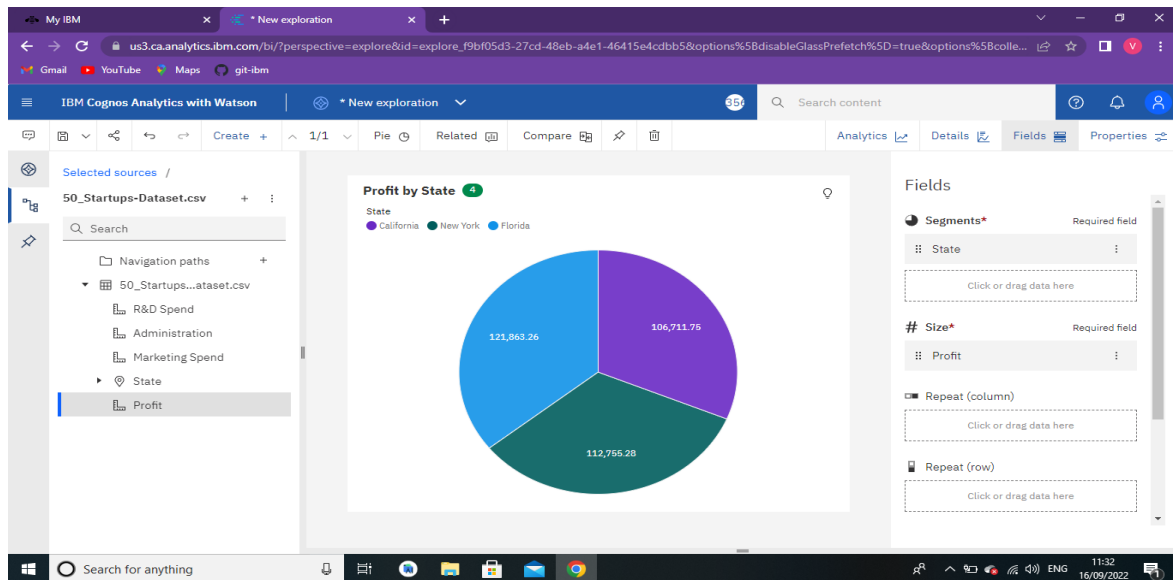 My IBM
* New exploration
us3.ca.analytics.ibm.com/bi/?perspective=explore&id=explore_f9bf05d3-27cd-48eb-a4e1-46415e4cdbb5&options%5BdisableGlassPrefetch%5D=true&options%5Bcolle...
V
Gmail YouTube Maps git-ibm
IBM Cognos Analytics with Watson * New exploration Search content
Create + 1/1 Pie Related Compare Analytics Details Fields Properties
Selected sources /
50_Startups-Dataset.csv
Search
Navigation paths
50_Startups...ataset.csv
R&D Spend
Administration
Marketing Spend
State
Profit
Profit by State 4
State
California New York Florida
121,863.26
106,711.75
112,755.28
Fields
Segments* Required field
State
Click or drag data here
Size* Required field
Profit
Repeat (column)
Click or drag data here
Repeat (row)
Click or drag data here
Search for anything
ENG
11:32
16/09/2022